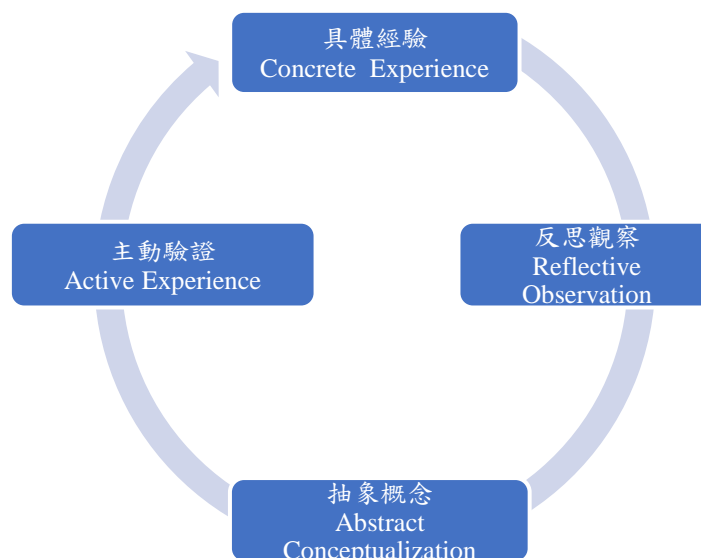 具體經驗
Concrete Experience
反思觀察
Reflective
Observation
抽象概念
Abstract
Conceptualization
主動驗證
Active Experience